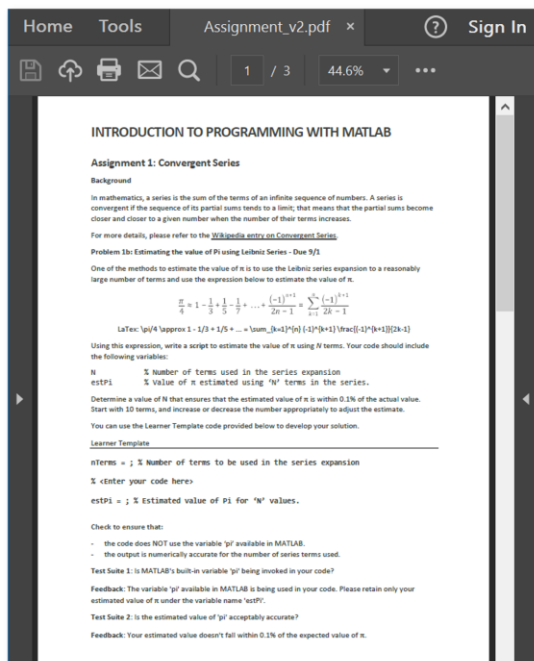 Home Tools Assignment_v2.pdf × ? Sign In
1 / 3 44.6%
INTRODUCTION TO PROGRAMMING WITH MATLAB
Assignment 1: Convergent Series
Background
In mathematics, a series is the sum of the terms of an infinite sequence of numbers. A series is
convergent if the sequence of its partial sums tends to a limit; that means that the partial sums become
closer and closer to a given number when the number of their terms increases.
For more details, please refer to the Wikipedia entry on Convergent Series.
Problem 1b: Estimating the value of Pi using Leibniz Series - Due 9/1
One of the methods to estimate the value of π is to use the Leibniz series expansion to a reasonably
large number of terms and use the expression below to estimate the value of π.
π/4 ≈ 1 − 1/3 + 1/5 − 1/7 + ... + (−1)^(n+1)/(2n − 1) = ∑_{k=1}^{n} (−1)^(k+1)/(2k − 1)
LaTex: \pi/4 \approx 1 - 1/3 + 1/5 + ... = \sum_{k=1}^{n} (-1)^{k+1} \frac{(-1)^{k+1}}{2k-1}
Using this expression, write a script to estimate the value of π using N terms. Your code should include
the following variables:
N % Number of terms used in the series expansion
estPi % Value of π estimated using 'N' terms in the series.
Determine a value of N that ensures that the estimated value of π is within 0.1% of the actual value.
Start with 10 terms, and increase or decrease the number appropriately to adjust the estimate.
You can use the Learner Template code provided below to develop your solution.
Learner Template
nTerms = ; % Number of terms to be used in the series expansion
% <Enter your code here>
estPi = ; % Estimated value of Pi for 'N' values.
Check to ensure that:
- the code does NOT use the variable 'pi' available in MATLAB.
- the output is numerically accurate for the number of series terms used.
Test Suite 1: Is MATLAB's built-in variable 'pi' being invoked in your code?
Feedback: The variable 'pi' available in MATLAB is being used in your code. Please retain only your
estimated value of π under the variable name 'estPi'.
Test Suite 2: Is the estimated value of 'pi' acceptably accurate?
Feedback: Your estimated value doesn't fall within 0.1% of the expected value of π.